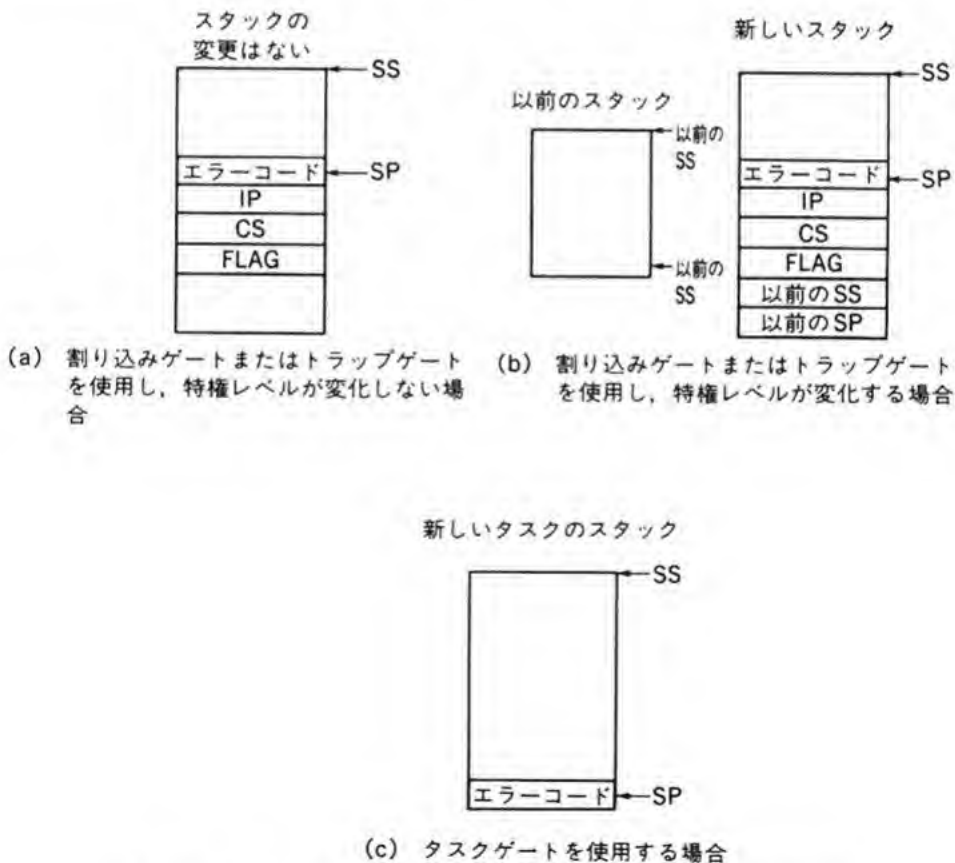 スタックの
変更はない
SS
エラーコード
SP
IP
CS
FLAG
(a) 割り込みゲートまたはトラップゲート
を使用し，特権レベルが変化しない場
合
以前のスタック
以前の
SS
以前の
SS
新しいスタック
SS
エラーコード
SP
IP
CS
FLAG
以前のSS
以前のSP
(b) 割り込みゲートまたはトラップゲート
を使用し，特権レベルが変化する場合
新しいタスクのスタック
SS
エラーコード
SP
(c) タスクゲートを使用する場合